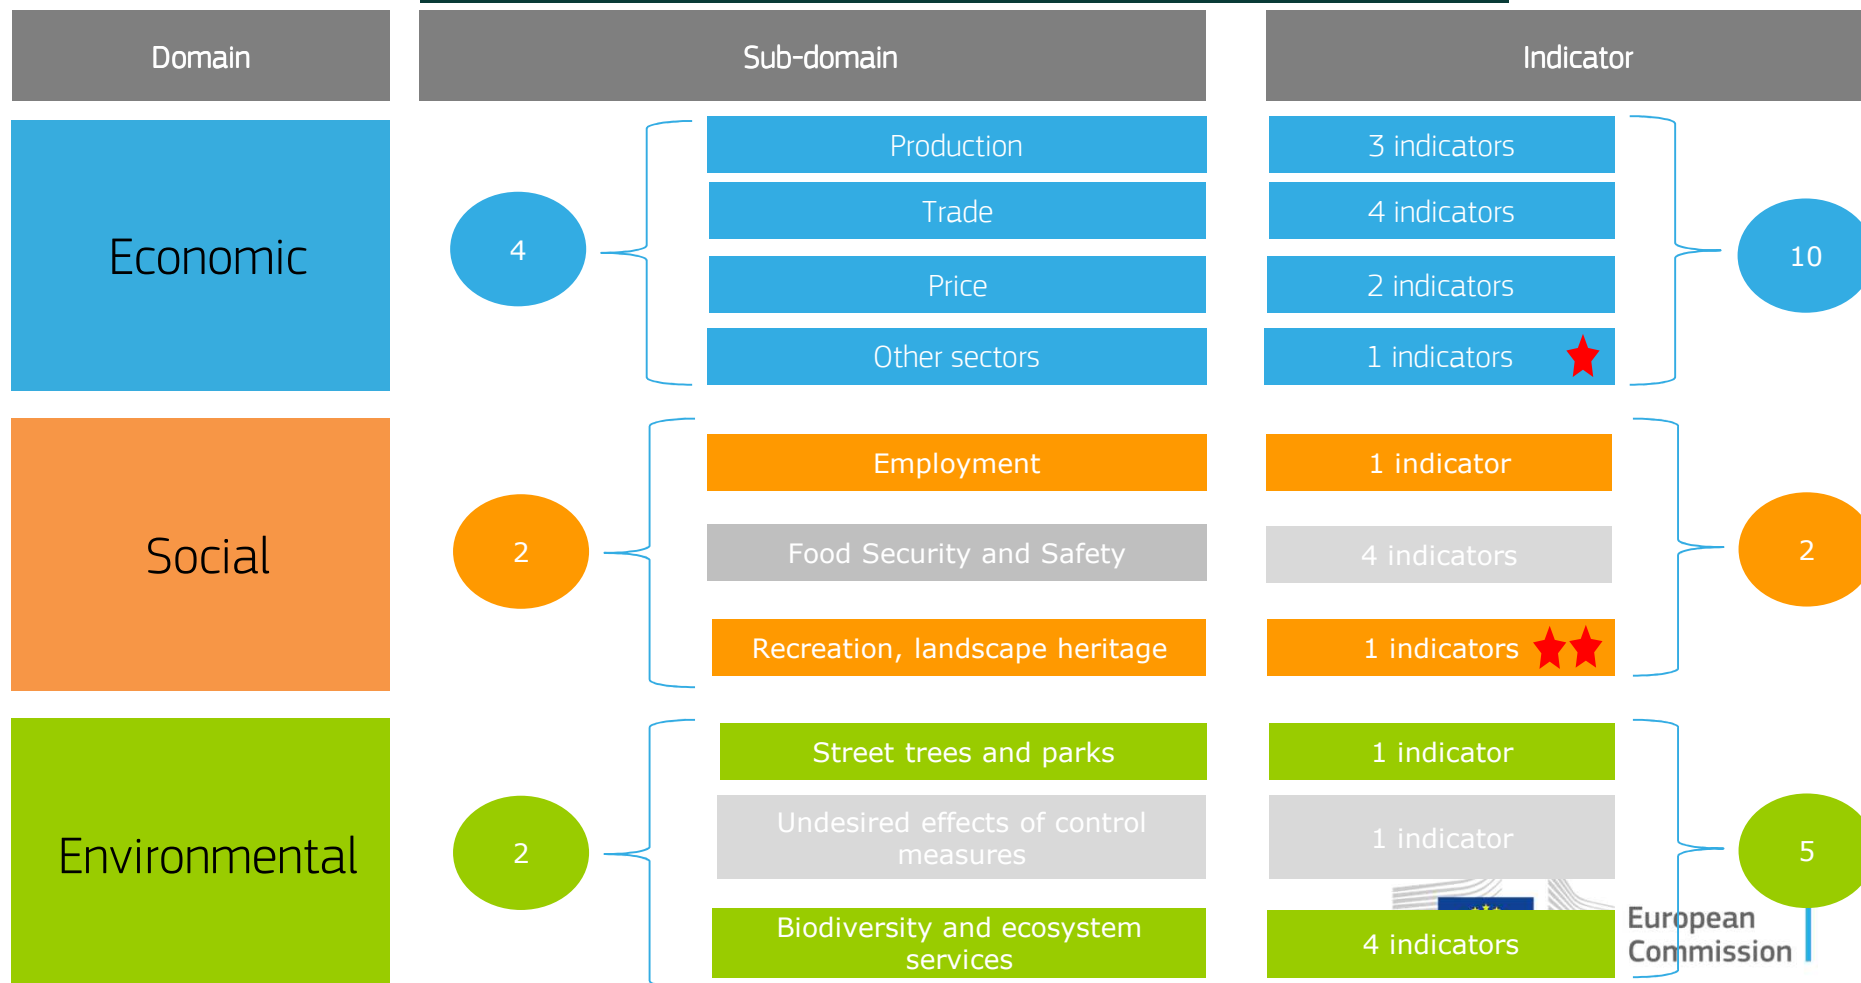 Domain
Sub-domain
Indicator
Economic
4
Production
3 indicators
Trade
4 indicators
Price
2 indicators
Other sectors
1 indicators
10
Social
2
Employment
1 indicator
Food Security and Safety
4 indicators
Recreation, landscape heritage
1 indicators
2
Environmental
2
Street trees and parks
1 indicator
Undesired effects of control
measures
1 indicator
Biodiversity and ecosystem
services
4 indicators
5
European
Commission